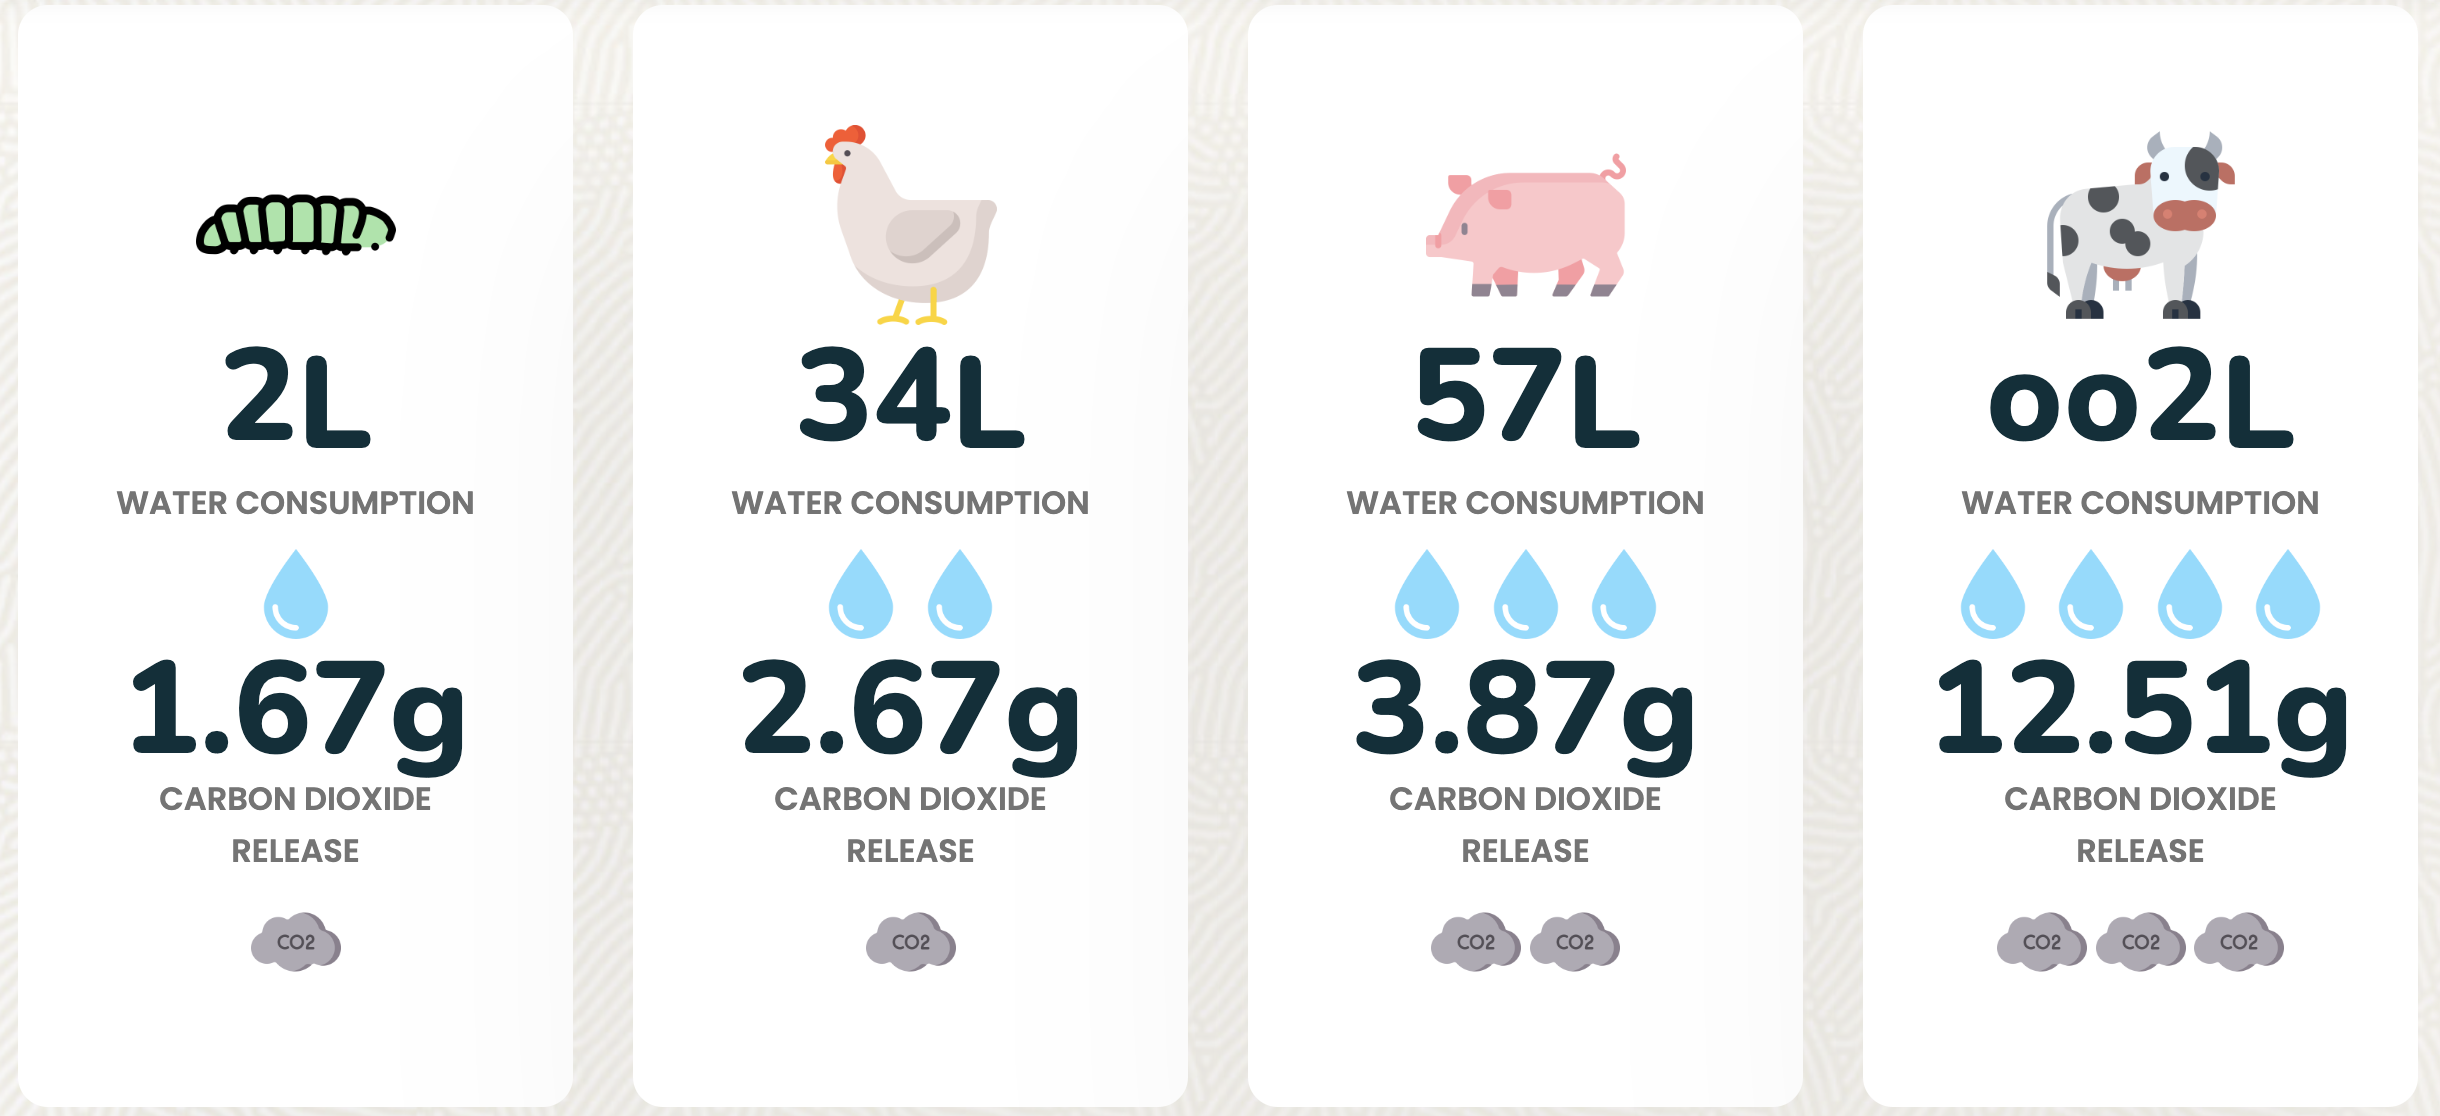 2L
WATER CONSUMPTION
1.67g
CARBON DIOXIDE
RELEASE
CO2
34L
WATER CONSUMPTION
2.67g
CARBON DIOXIDE
RELEASE
CO2
57L
WATER CONSUMPTION
3.87g
CARBON DIOXIDE
RELEASE
CO2 CO2
oo2L
WATER CONSUMPTION
12.51g
CARBON DIOXIDE
RELEASE
CO2 CO2 CO2